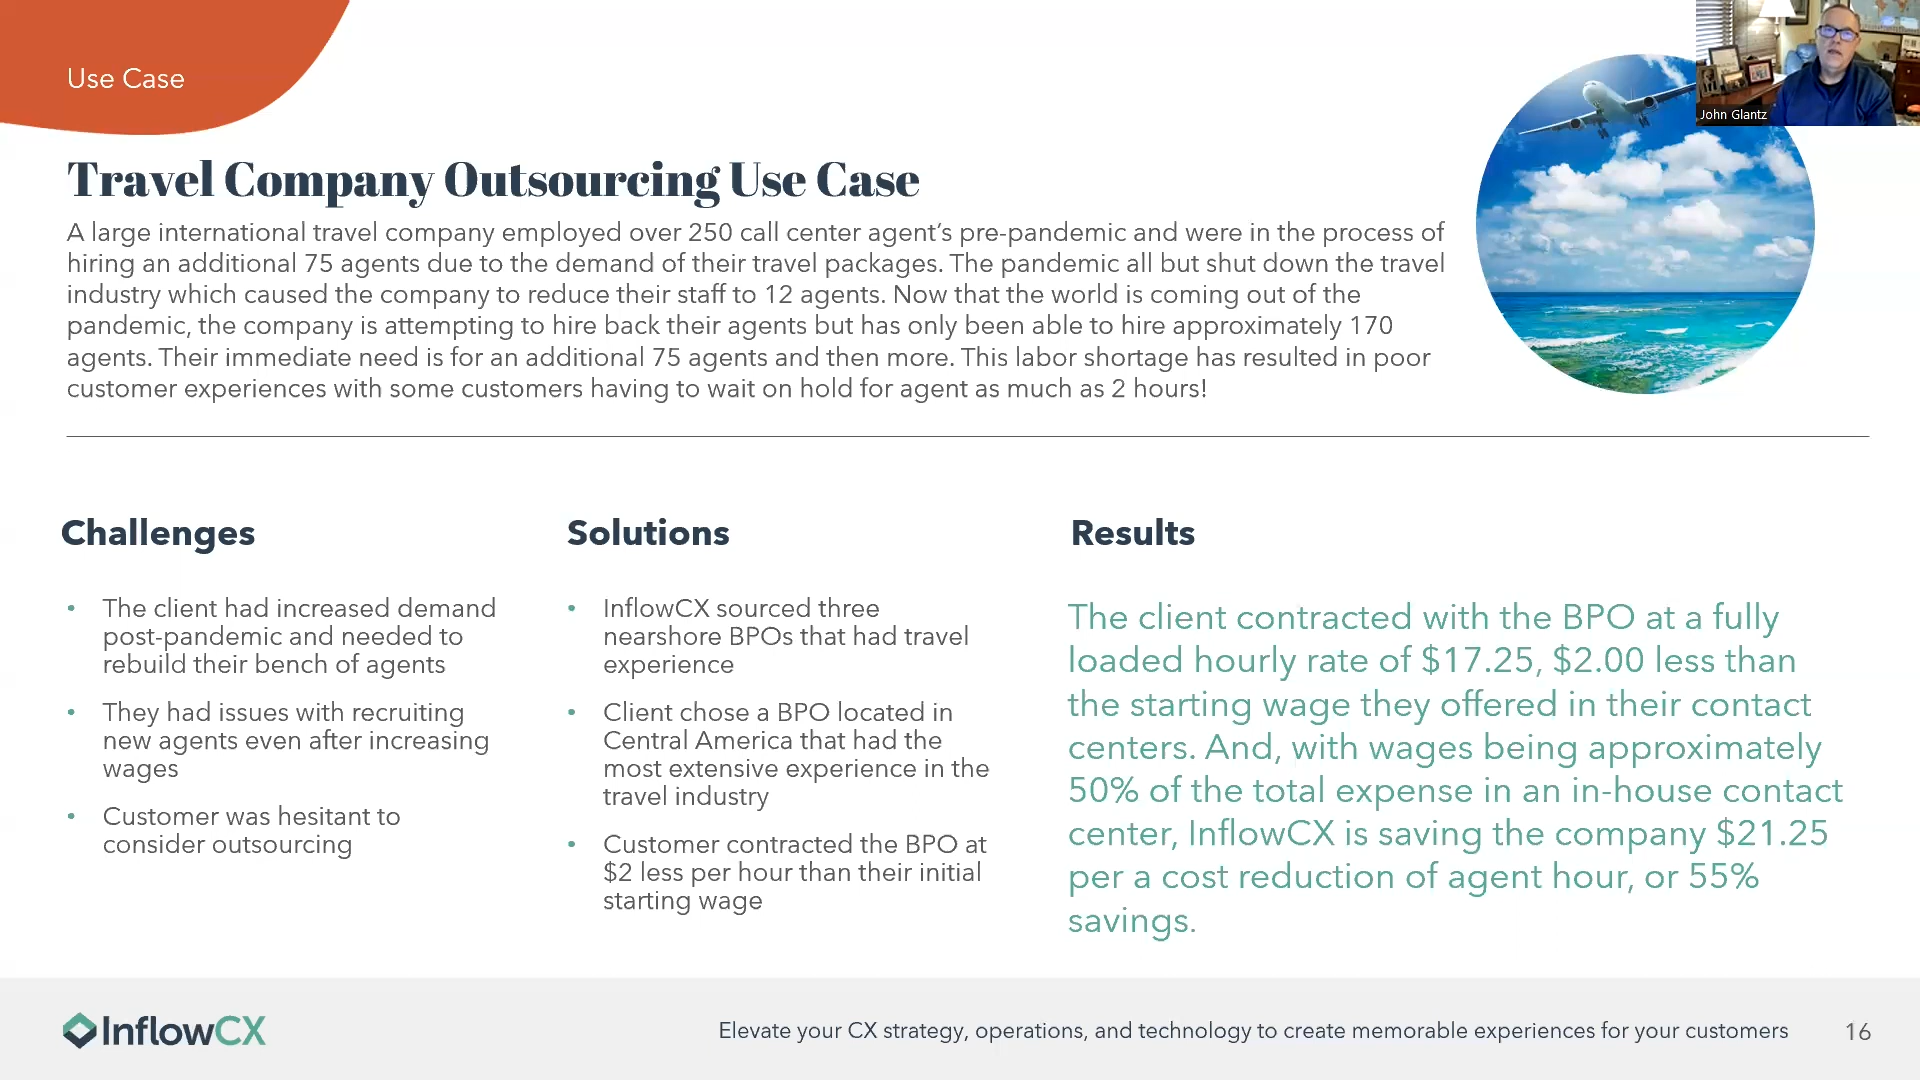 Use Case
John Glantz
Travel Company Outsourcing Use Case
A large international travel company employed over 250 call center agent's pre-pandemic and were in the process of
hiring an additional 75 agents due to the demand of their travel packages. The pandemic all but shut down the travel
industry which caused the company to reduce their staff to 12 agents. Now that the world is coming out of the
pandemic, the company is attempting to hire back their agents but has only been able to hire approximately 170
agents. Their immediate need is for an additional 75 agents and then more. This labor shortage has resulted in poor
customer experiences with some customers having to wait on hold for agent as much as 2 hours!
Challenges
• The client had increased demand
post-pandemic and needed to
rebuild their bench of agents
• They had issues with recruiting
new agents even after increasing
wages
• Customer was hesitant to
consider outsourcing
Solutions
• InflowCX sourced three
nearshore BPOs that had travel
experience
• Client chose a BPO located in
Central America that had the
most extensive experience in the
travel industry
• Customer contracted the BPO at
$2 less per hour than their initial
starting wage
Results
The client contracted with the BPO at a fully
loaded hourly rate of $17.25, $2.00 less than
the starting wage they offered in their contact
centers. And, with wages being approximately
50% of the total expense in an in-house contact
center, InflowCX is saving the company $21.25
per a cost reduction of agent hour, or 55%
savings.
InflowCX
Elevate your CX strategy, operations, and technology to create memorable experiences for your customers
16